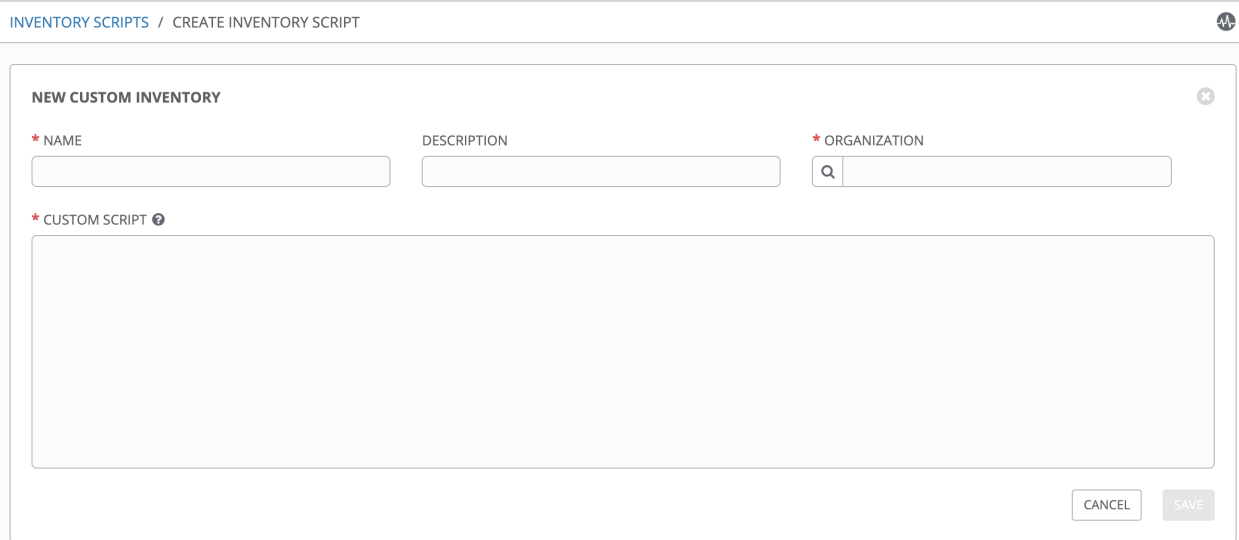 INVENTORY SCRIPTS / CREATE INVENTORY SCRIPT
NEW CUSTOM INVENTORY
* NAME
DESCRIPTION
* ORGANIZATION
* CUSTOM SCRIPT ?
CANCEL
SAVE